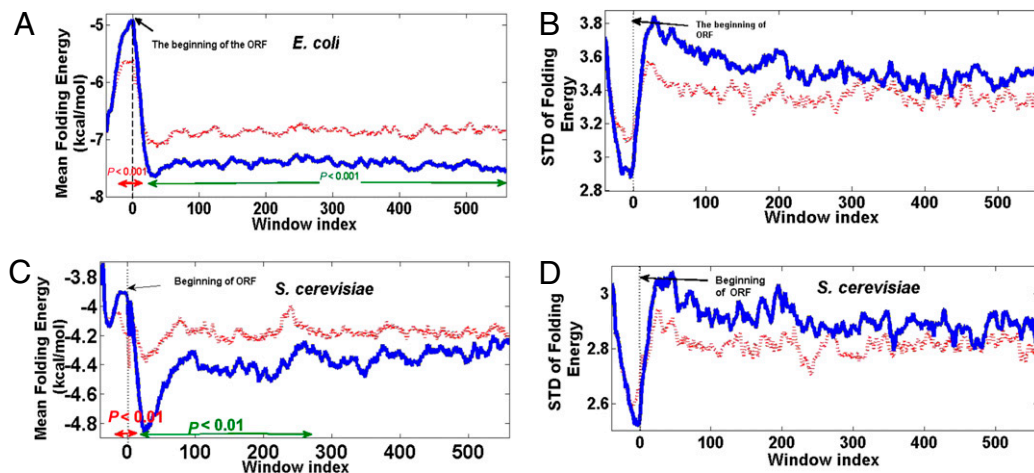 A
Mean Folding Energy
(kcal/mol)
-5
-6
-7
-8
The beginning of the ORF
E. coli
P < 0.001
P < 0.001
0
100
200
300
400
500
Window index
B
STD of Folding
Energy
3.8
3.6
3.4
3.2
3
2.8
The beginning of
ORF
0
100
200
300
400
500
Window index
C
Mean Folding Energy
(kcal/mol)
-3.8
-4
-4.2
-4.4
-4.6
-4.8
Beginning of ORF
S. cerevisiae
P < 0.01
P < 0.01
0
100
200
300
400
500
Window index
D
STD of Folding
Energy
3
2.8
2.6
Beginning
of ORF
S. cerevisiae
0
100
200
300
400
500
Window index